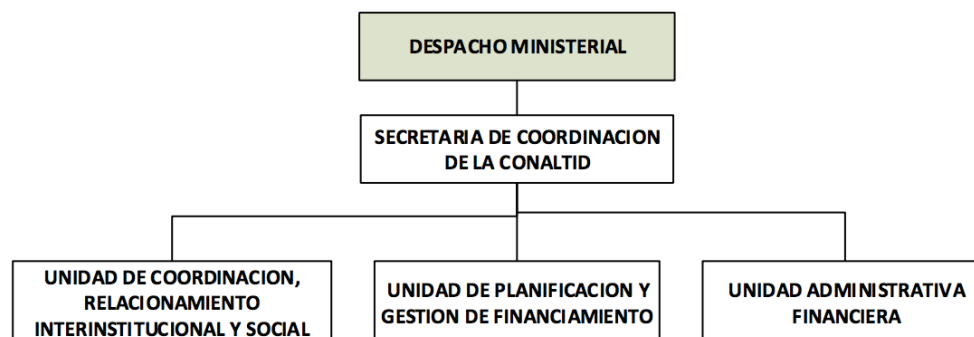 DESPACHO MINISTERIAL
SECRETARIA DE COORDINACION
DE LA CONALTID
UNIDAD DE COORDINACION,
RELACIONAMIENTO
INTERINSTITUCIONAL Y SOCIAL
UNIDAD DE PLANIFICACION Y
GESTION DE FINANCIAMIENTO
UNIDAD ADMINISTRATIVA
FINANCIERA